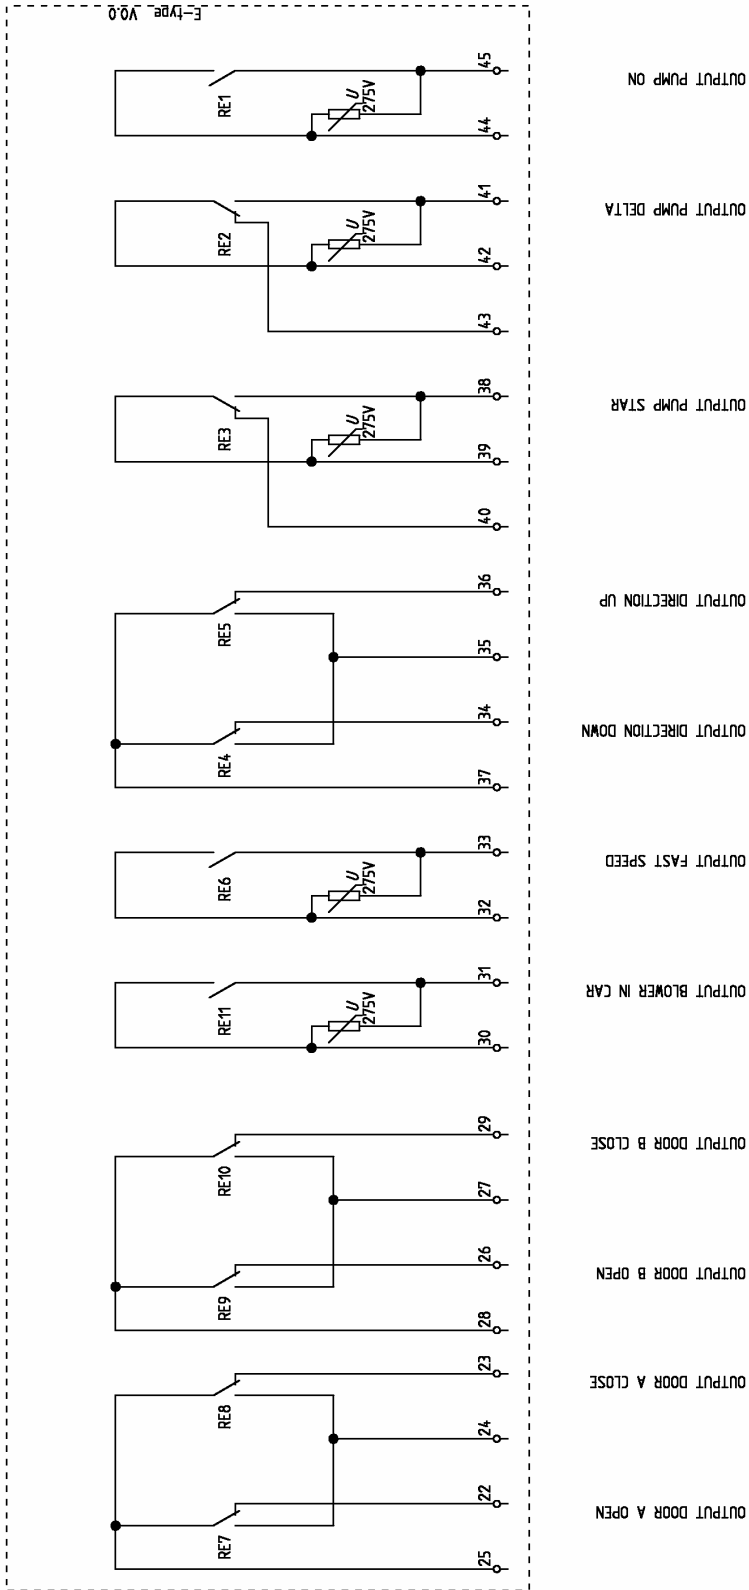 E-type V0.0
45
RE1
U
275V
44
OUTPUT PUMP ON
41
RE2
U
275V
42
43
OUTPUT PUMP DELTA
38
RE3
U
275V
39
40
OUTPUT PUMP STAR
36
RE5
35
OUTPUT DIRECTION UP
34
RE4
37
OUTPUT DIRECTION DOWN
33
RE6
U
275V
32
OUTPUT FAST SPEED
31
RE11
U
275V
30
OUTPUT BLOWER IN CAR
29
RE10
27
OUTPUT DOOR B CLOSE
26
RE9
28
OUTPUT DOOR B OPEN
23
RE8
24
OUTPUT DOOR A CLOSE
22
RE7
25
OUTPUT DOOR A OPEN